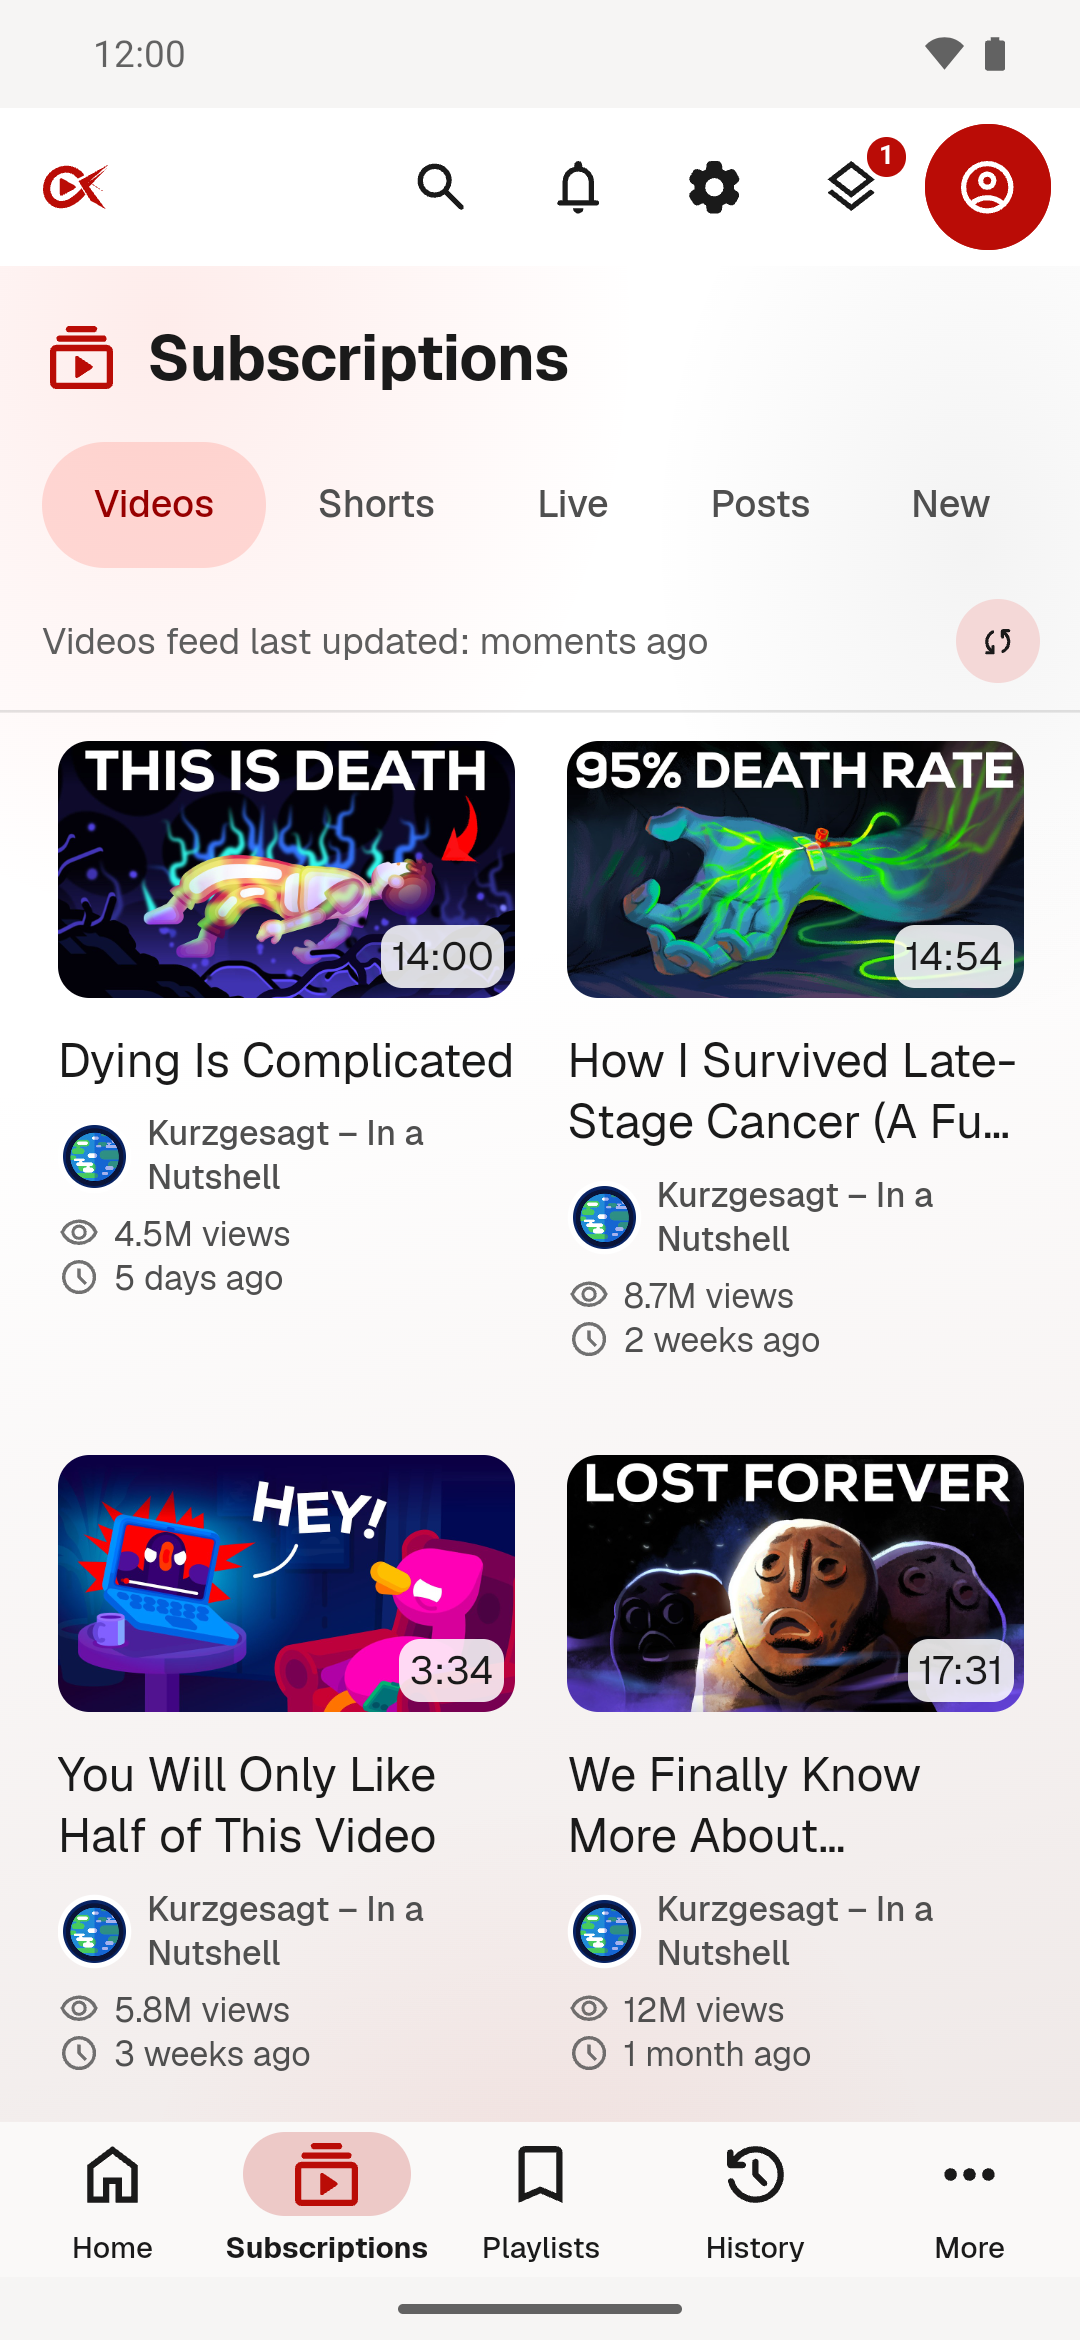 12:00
1
Subscriptions
Videos Shorts Live Posts New
Videos feed last updated: moments ago
THIS IS DEATH
14:00
Dying Is Complicated
Kurzgesagt – In a
Nutshell
4.5M views
5 days ago
95% DEATH RATE
14:54
How I Survived Late-
Stage Cancer (A Fu...
Kurzgesagt – In a
Nutshell
8.7M views
2 weeks ago
HEY!
3:34
You Will Only Like
Half of This Video
Kurzgesagt – In a
Nutshell
5.8M views
3 weeks ago
LOST FOREVER
17:31
We Finally Know
More About...
Kurzgesagt – In a
Nutshell
12M views
1 month ago
Home Subscriptions Playlists History More